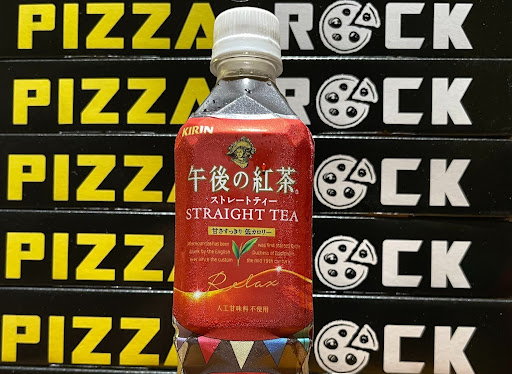 PIZZA ROCK
PIZZA ROCK
PIZZA ROCK
PIZZA ROCK
PIZZA ROCK
KIRIN
午後の紅茶
ストレートティー
STRAIGHT TEA
甘さすっきり 低カロリー
Relax
人工甘味料不使用